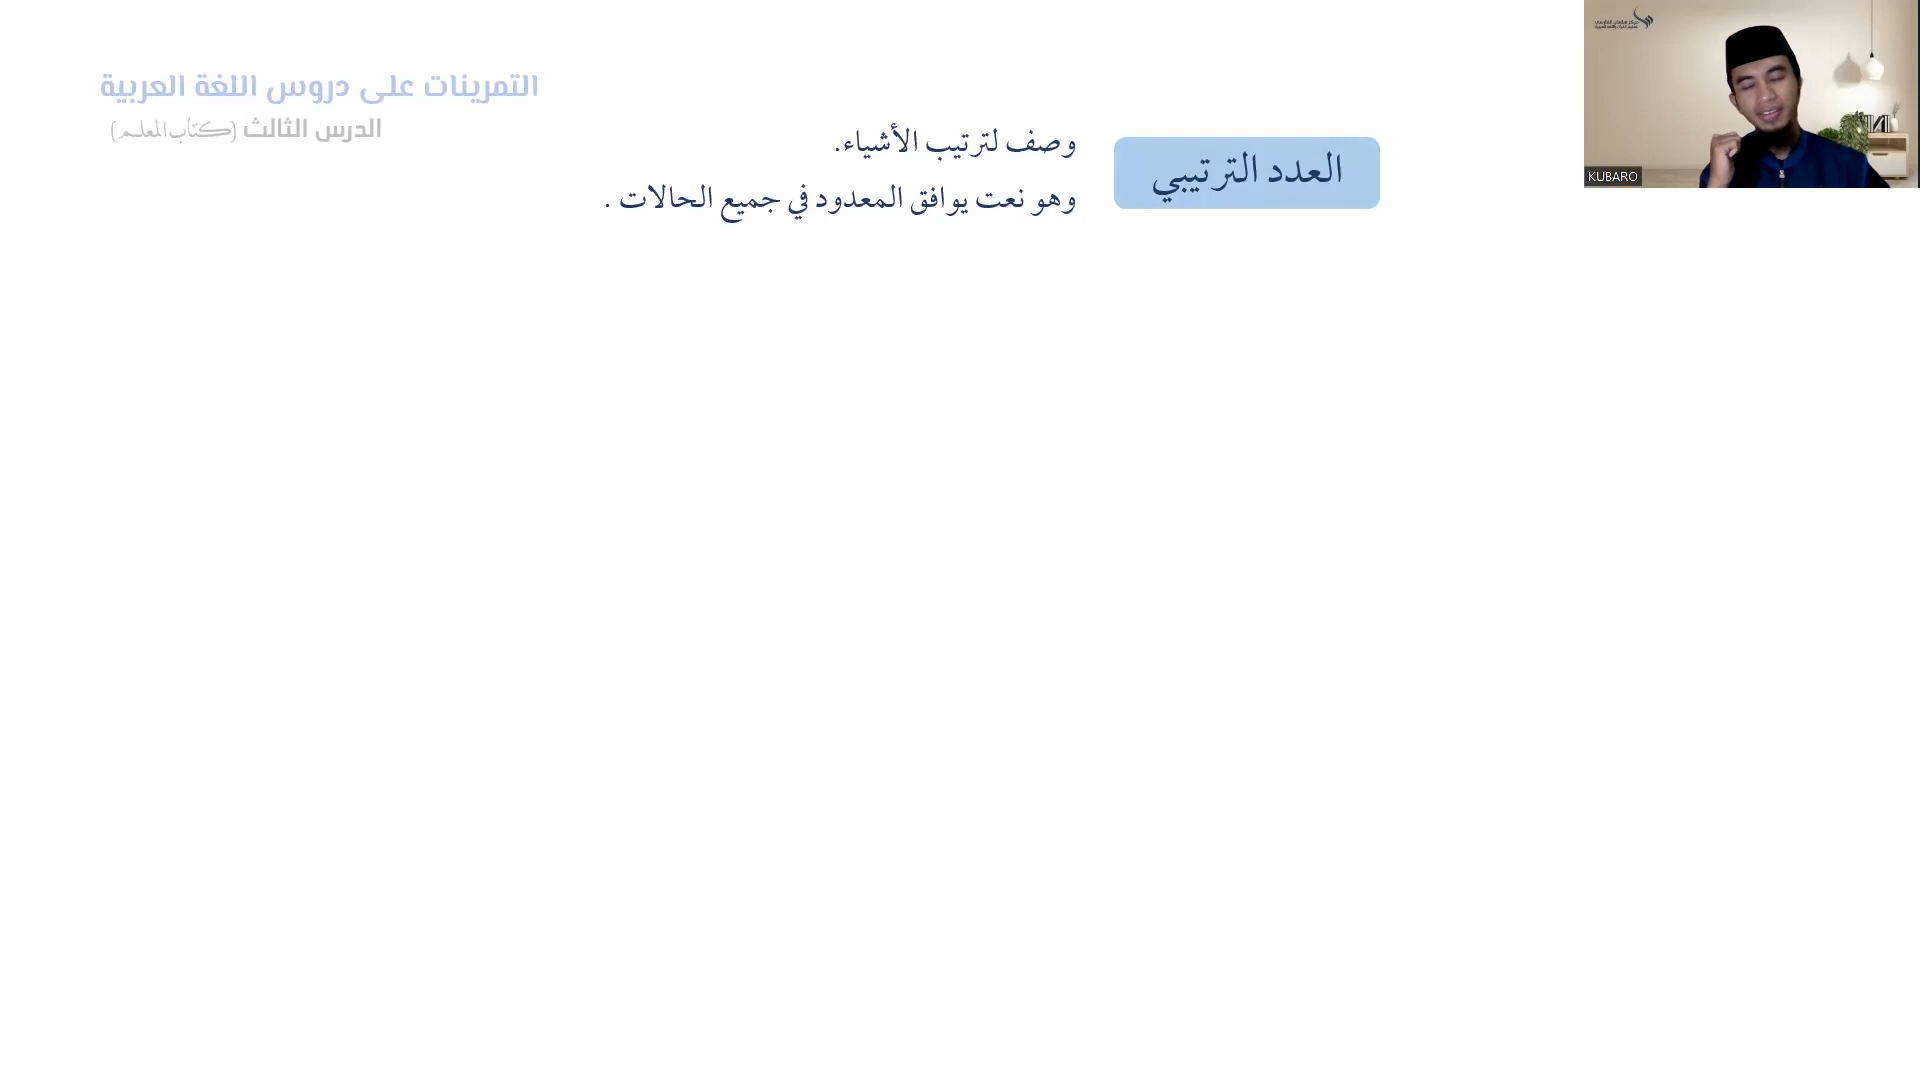 التمرينات على دروس اللغة العربية
الدرس الثالث (كتاب المعلم)
العدد الترتيبي
وصف لترتيب الأشياء.
وهو نعت يوافق المعدود في جميع الحالات .
KUBARO